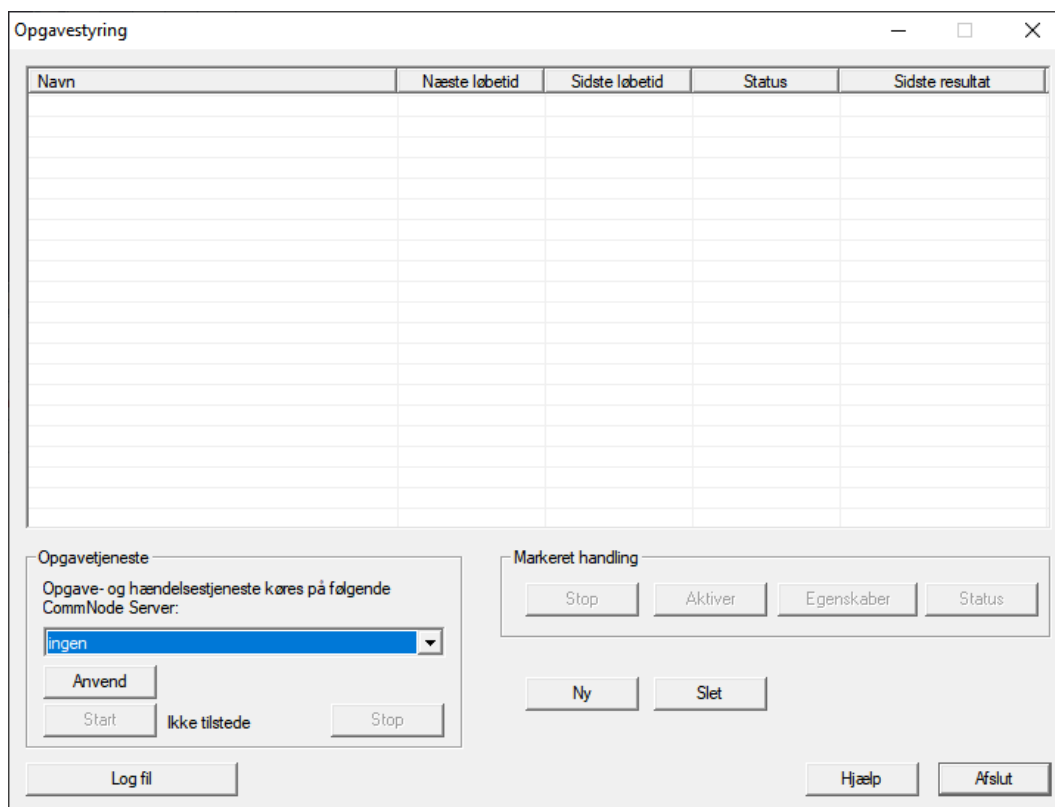 Opgavestyring
Navn Næste løbetid Sidste løbetid Status Sidste resultat
Opgavetjeneste
Opgave- og hændelsestjeneste køres på følgende
CommNode Server:
ingen
Anvend
Start Ikke tilstede Stop
Markeret handling
Stop Aktiver Egenskaber Status
Ny Slet
Log fil Hjælp Afslut